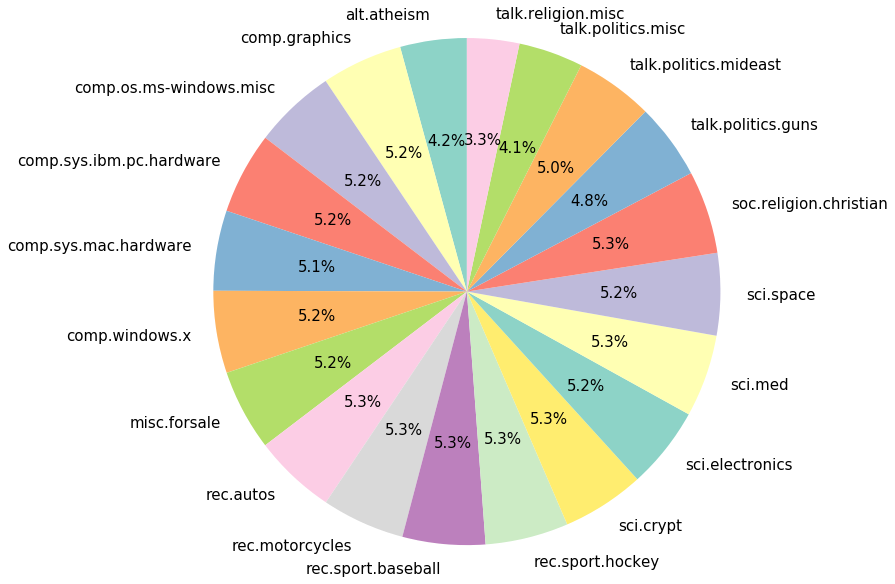 alt.atheism
4.2%
comp.graphics
5.2%
comp.os.ms-windows.misc
5.2%
comp.sys.ibm.pc.hardware
5.2%
comp.sys.mac.hardware
5.1%
comp.windows.x
5.2%
misc.forsale
5.2%
rec.autos
5.3%
rec.motorcycles
5.3%
rec.sport.baseball
5.3%
rec.sport.hockey
5.3%
sci.crypt
5.3%
sci.electronics
5.2%
sci.med
5.3%
sci.space
5.2%
soc.religion.christian
5.3%
talk.politics.guns
4.8%
talk.politics.mideast
5.0%
talk.politics.misc
4.1%
talk.religion.misc
3.3%